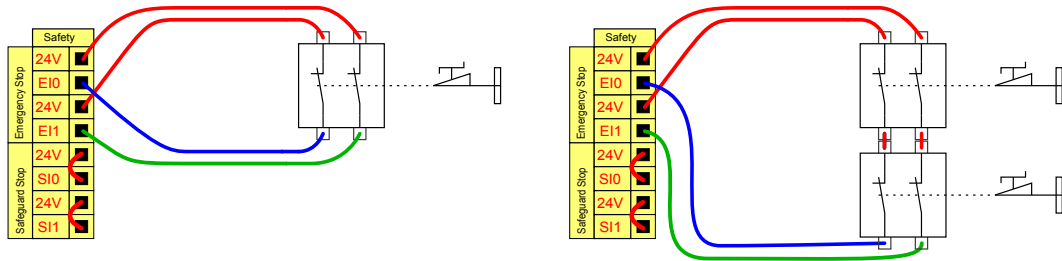 Safety
Emergency Stop
24V
EI0
24V
EI1
Safeguard Stop
24V
SI0
24V
SI1
Safety
Emergency Stop
24V
EI0
24V
EI1
Safeguard Stop
24V
SI0
24V
SI1